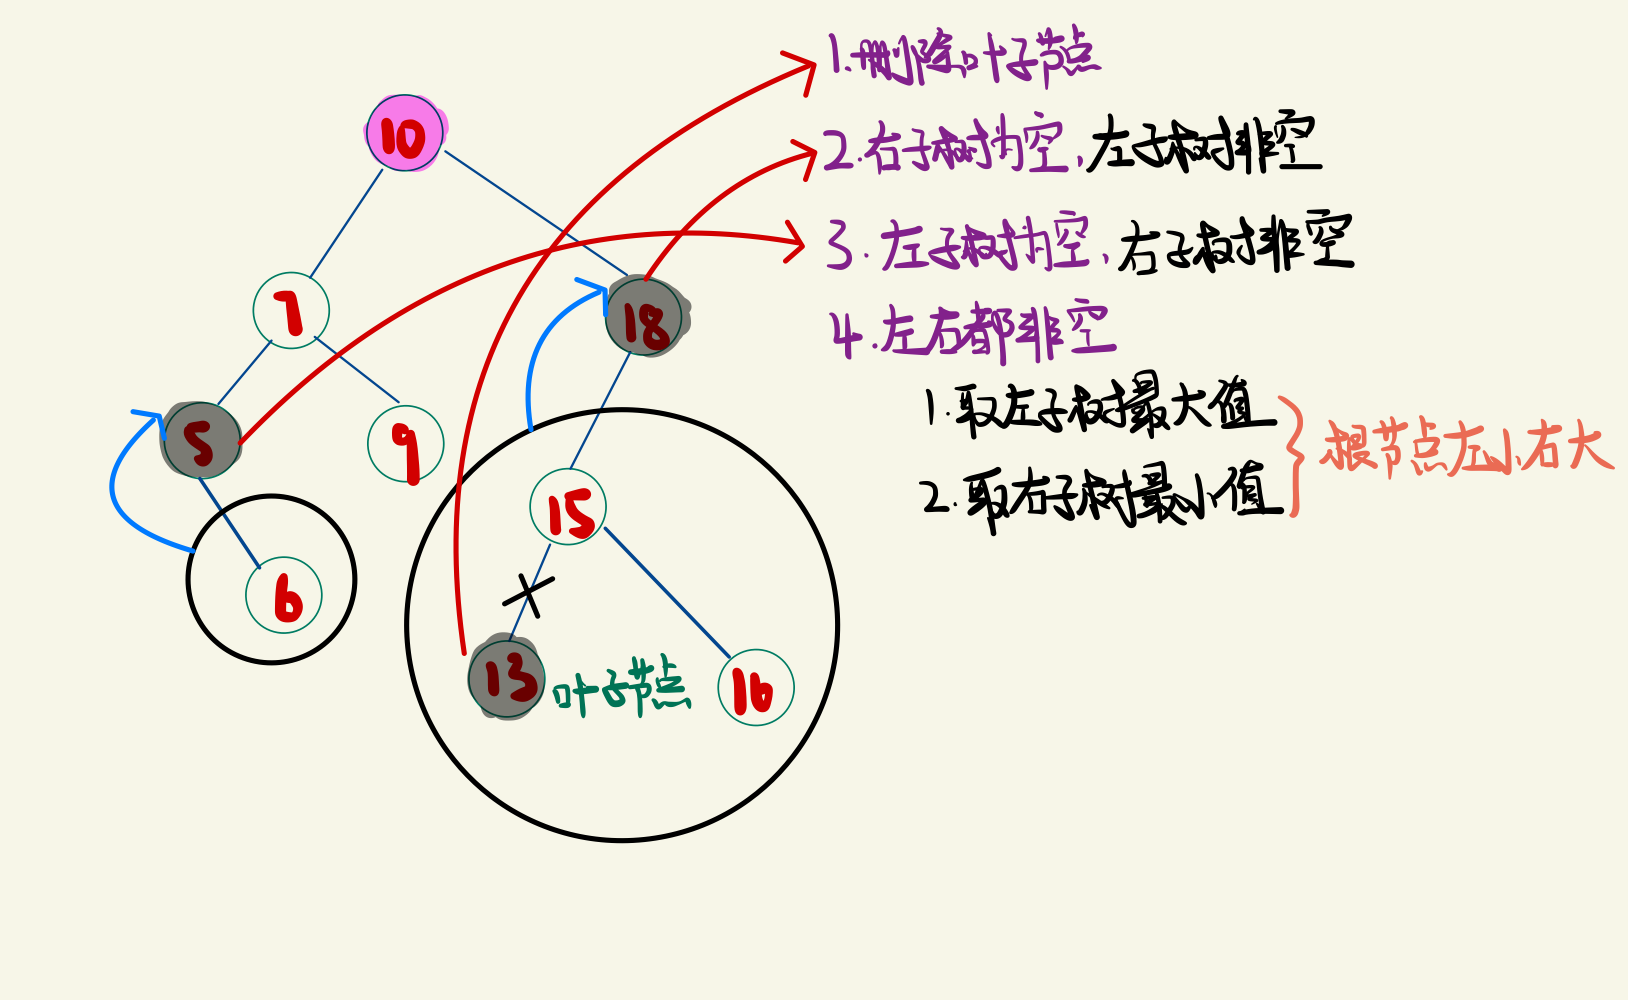 1.删除叶子节点
2.右子树为空,左子树非空
3.左子树为空,右子树非空
4.左右都非空
1.取左子树最大值
2.取右子树最小值
根节点左小右大
10
7
18
5
9
15
6
13
叶子节点
16